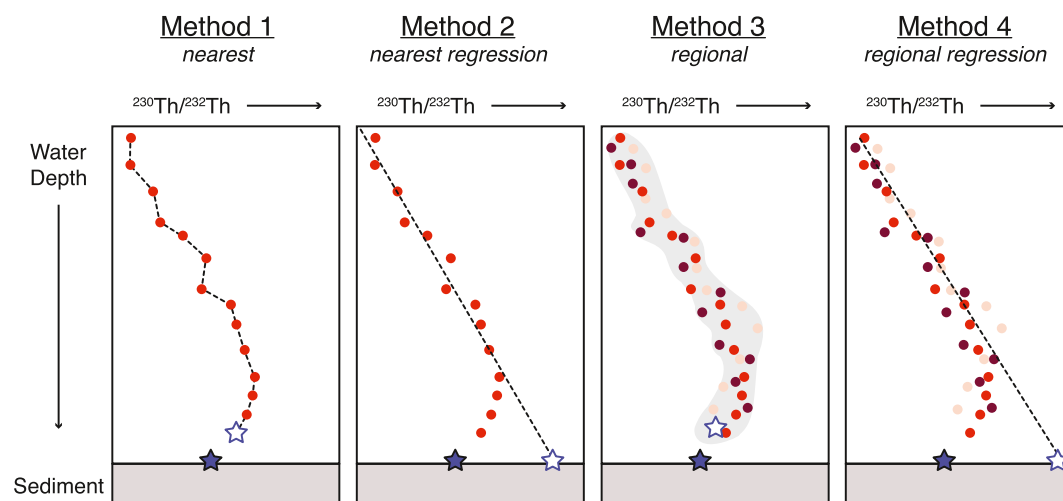 Method 1
nearest
Method 2
nearest regression
Method 3
regional
Method 4
regional regression
²³⁰Th/²³²Th
²³⁰Th/²³²Th
²³⁰Th/²³²Th
²³⁰Th/²³²Th
Water
Depth
Sediment